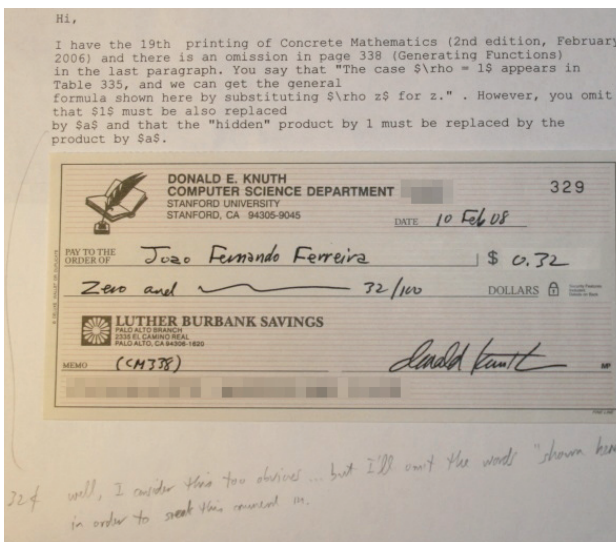 Hi,
I have the 19th printing of Concrete Mathematics (2nd edition, February
2006) and there is an omission in page 338 (Generating Functions)
in the last paragraph. You say that "The case $\rho = 1$ appears in
Table 335, and we can get the general
formula shown here by substituting $\rho z$ for z." . However, you omit
that $1$ must be also replaced
by $a$ and that the "hidden" product by 1 must be replaced by the
product by $a$.
DONALD E. KNUTH
COMPUTER SCIENCE DEPARTMENT
329
STANFORD UNIVERSITY
STANFORD, CA 94305-9045
DATE 10 Feb 08
PAY TO THE
ORDER OF Joao Fernando Ferreira $ 0.32
Zero and 32/100 DOLLARS
LUTHER BURBANK SAVINGS
PALO ALTO BRANCH
2335 EL CAMINO REAL
PALO ALTO, CA 94306-1620
MEMO (CM338) Donald Knuth MP
32¢ well, I consider this too obvious ... but I'll omit the words "shown here
in order to sneak this comment in.